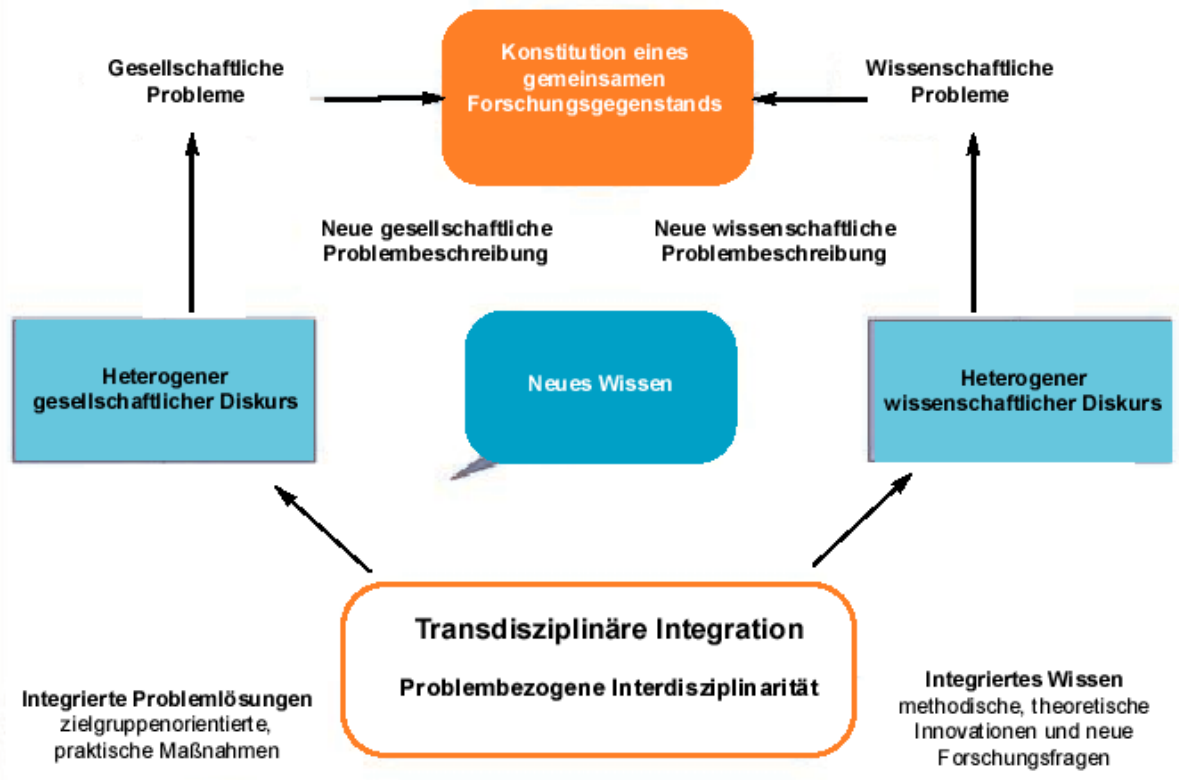 Gesellschaftliche
Probleme
Konstitution eines
gemeinsamen
Forschungsgegenstands
Wissenschaftliche
Probleme
Neue gesellschaftliche
Problembeschreibung
Neue wissenschaftliche
Problembeschreibung
Heterogener
gesellschaftlicher Diskurs
Neues Wissen
Heterogener
wissenschaftlicher Diskurs
Transdisziplinäre Integration
Problembezogene Interdisziplinarität
Integrierte Problemlösungen
zielgruppenorientierte,
praktische Maßnahmen
Integriertes Wissen
methodische, theoretische
Innovationen und neue
Forschungsfragen